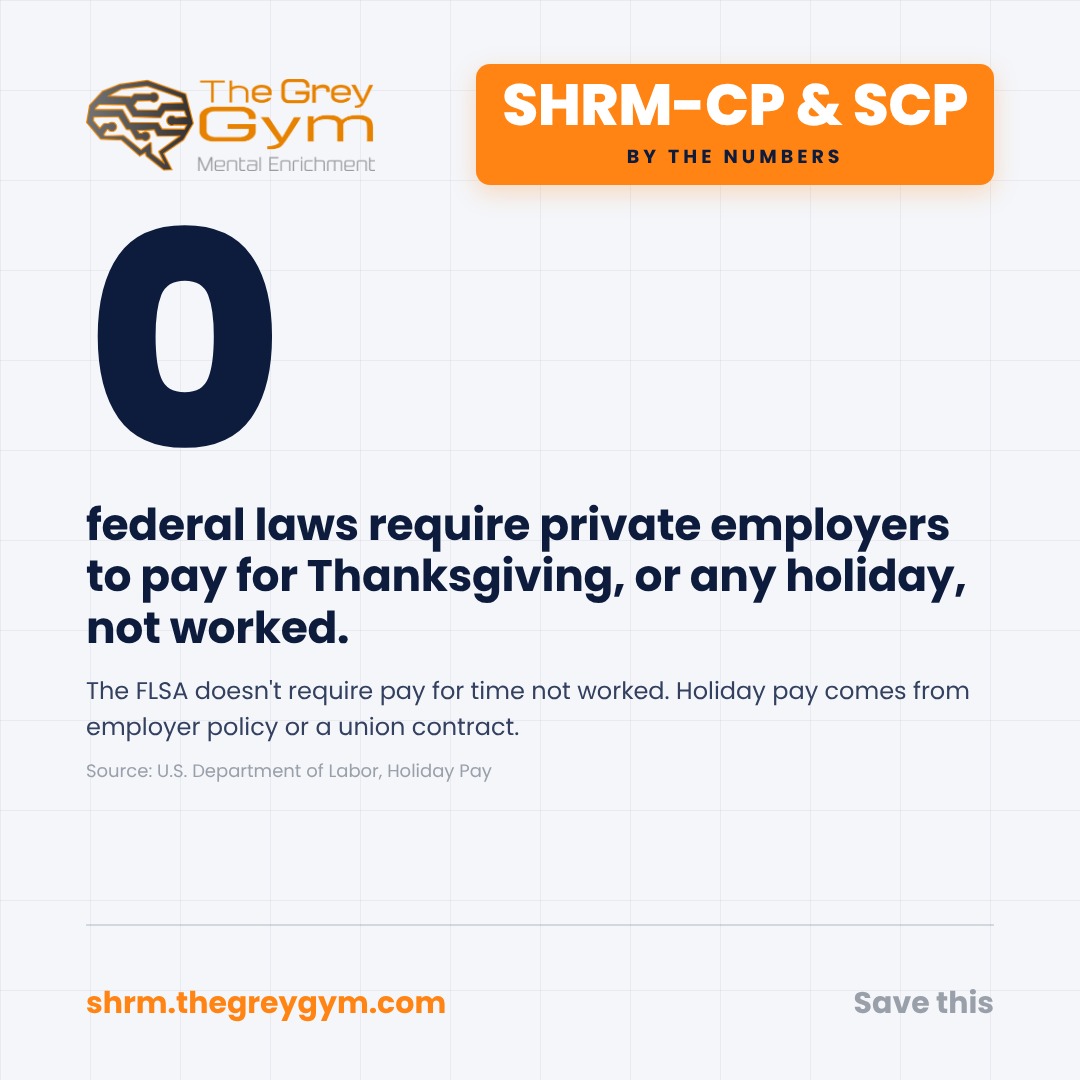 The Grey
Gym
Mental Enrichment
SHRM-CP & SCP
BY THE NUMBERS
0
federal laws require private employers
to pay for Thanksgiving, or any holiday,
not worked.
The FLSA doesn't require pay for time not worked. Holiday pay comes from
employer policy or a union contract.
Source: U.S. Department of Labor, Holiday Pay
shrm.thegreygym.com
Save this